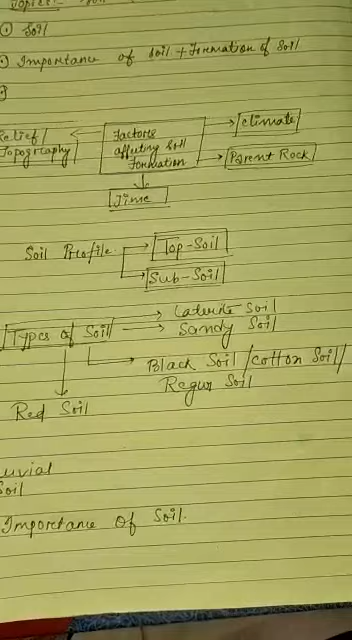 ① Soil
Importance of Soil + Formation of Soil
Relief/
Topography
Factors
affecting Soil
Formation
Climate
Parent Rock
Time
Soil Profile
Top-Soil
Sub-Soil
Types of Soil
Laterite Soil
Sandy Soil
Black Soil/Cotton Soil/
Regur Soil
Red Soil
uvial
Soil
Importance Of Soil.